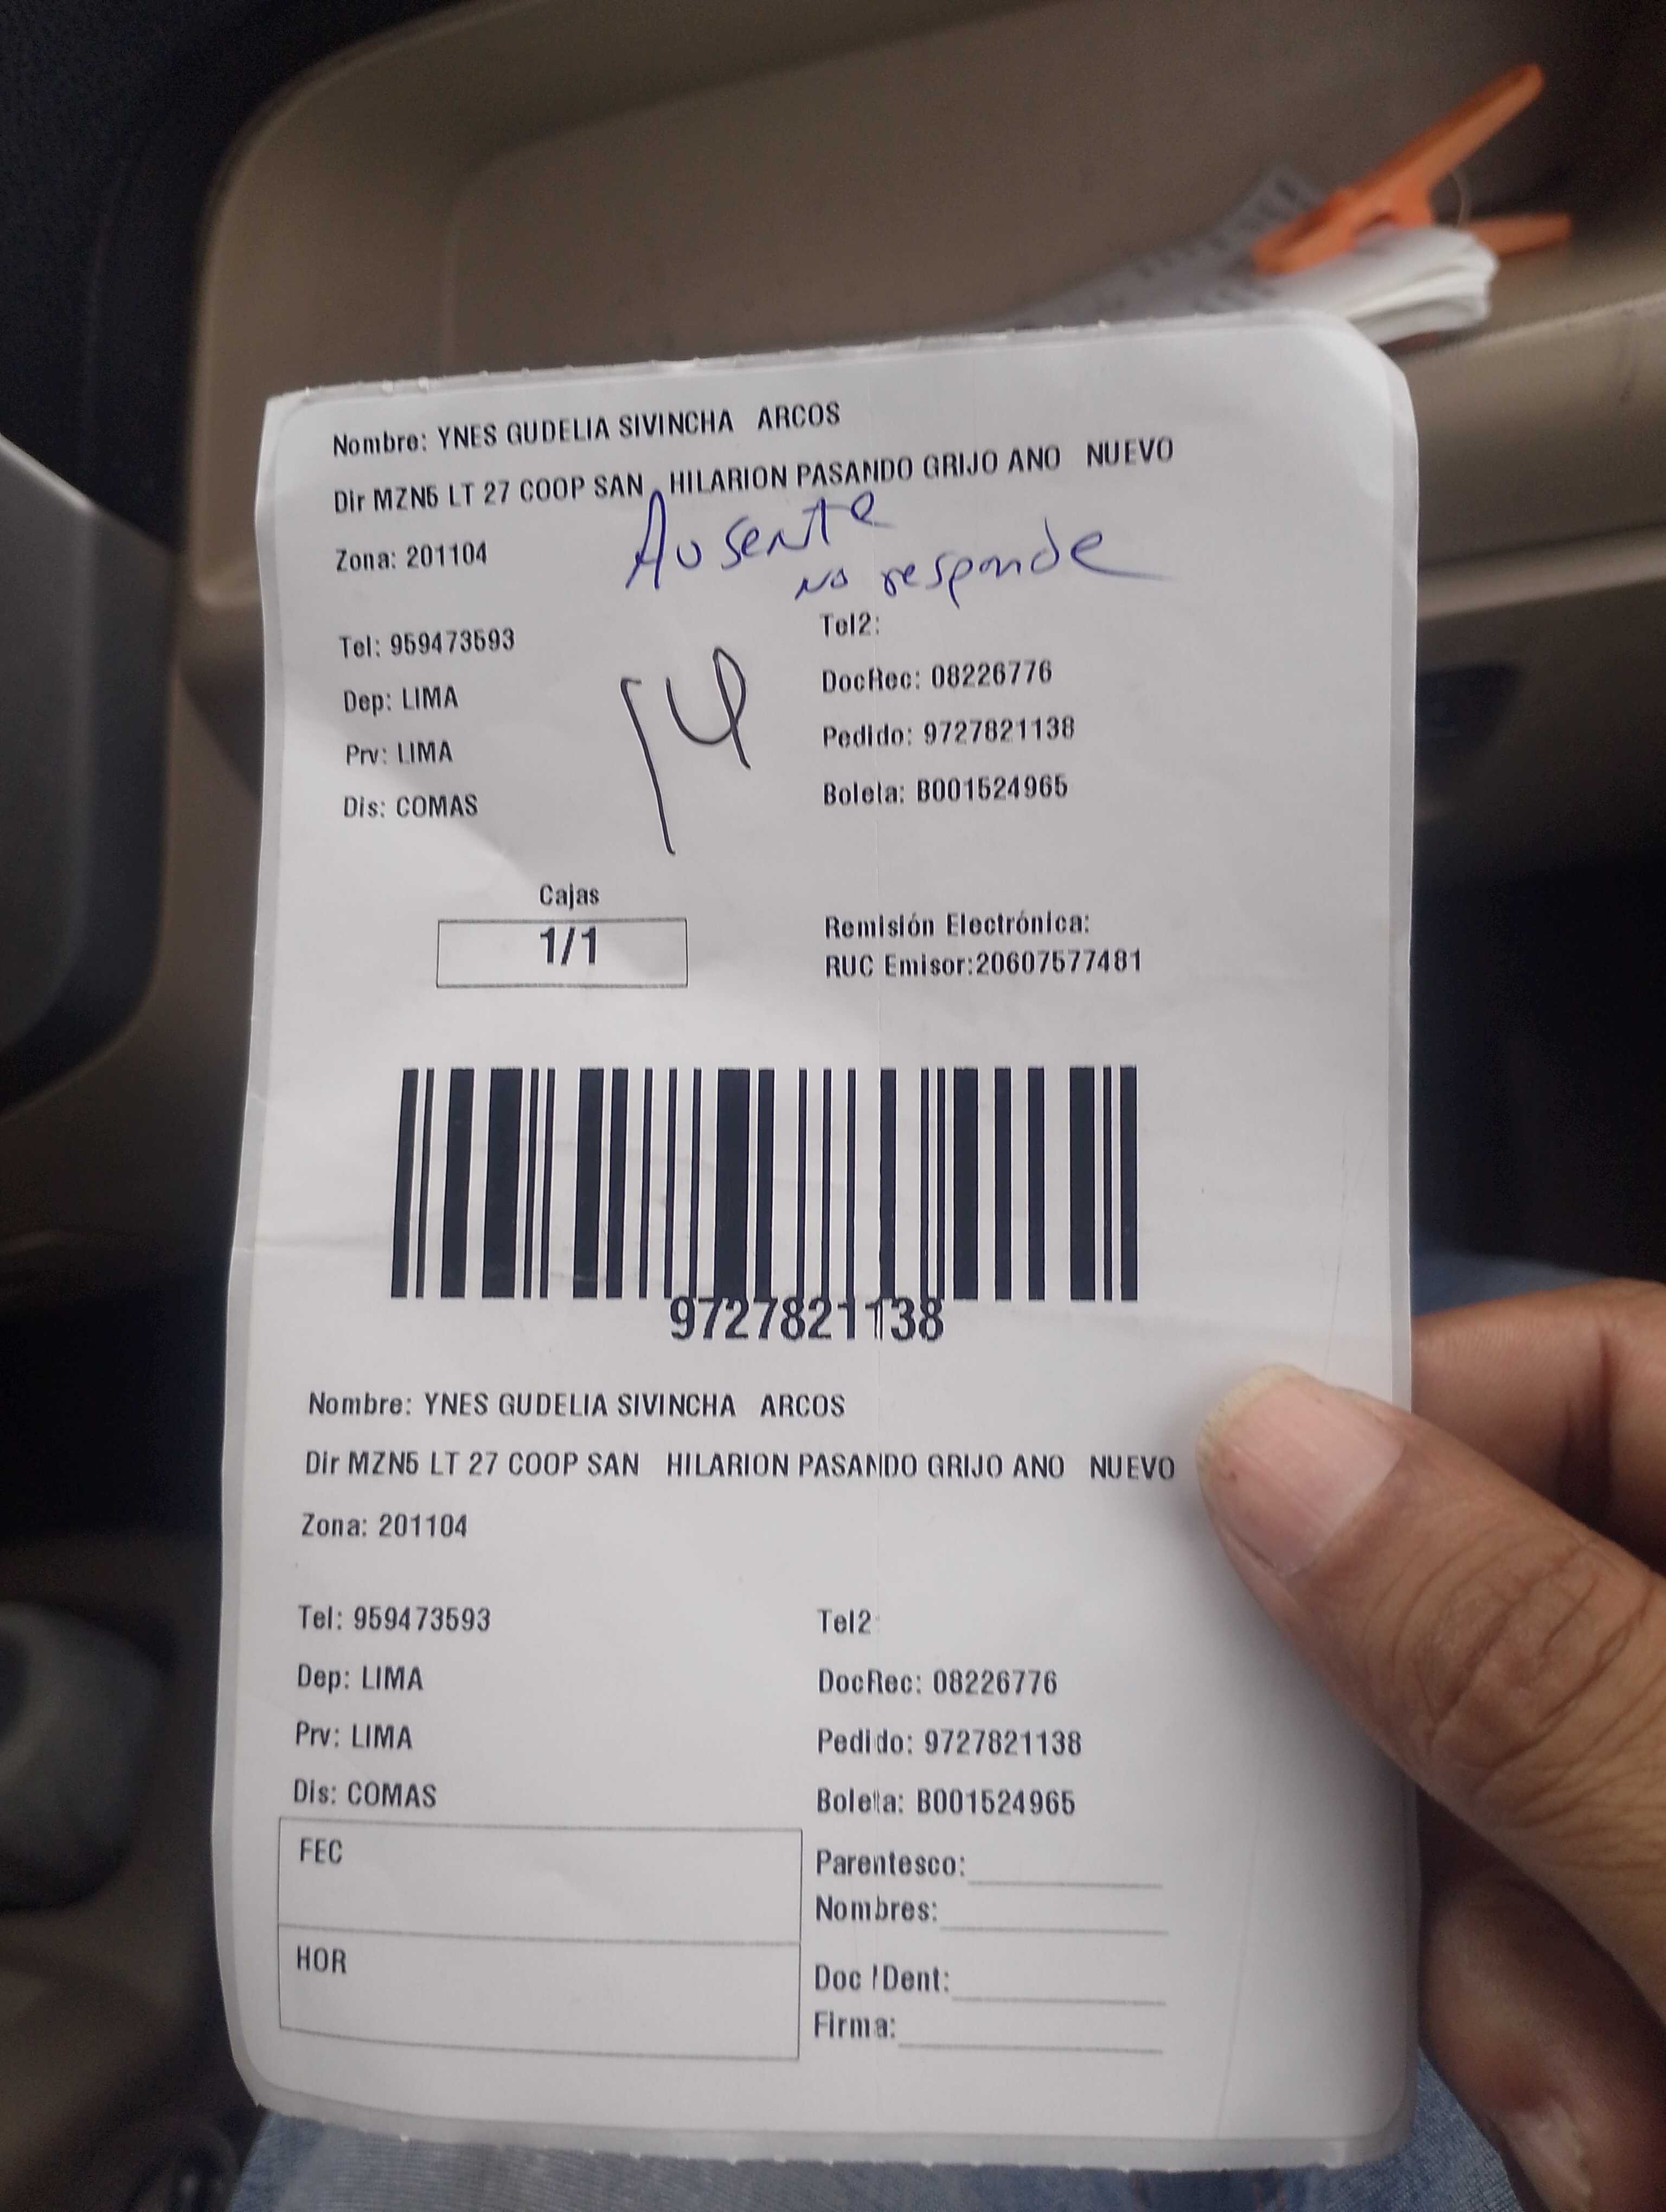 Nombre: YNES GUDELIA SIVINCHA ARCOS
Dir MZN5 LT 27 COOP SAN HILARION PASANDO GRIJO ANO NUEVO
Ausente
no responde
Zona: 201104
Tel: 959473593
Tel2:
Dep: LIMA
DocRec: 08226776
Prv: LIMA
Pedido: 9727821138
Dis: COMAS
Boleta: B001524965
14
Cajas
1/1
Remisión Electrónica:
RUC Emisor:20607577481
9727821138
Nombre: YNES GUDELIA SIVINCHA ARCOS
Dir MZN5 LT 27 COOP SAN HILARION PASANDO GRIJO ANO NUEVO
Zona: 201104
Tel: 959473593
Tel2
Dep: LIMA
DocRec: 08226776
Prv: LIMA
Pedido: 9727821138
Dis: COMAS
Boleta: B001524965
FEC
Parentesco:
Nombres:
HOR
Doc IDent:
Firma: